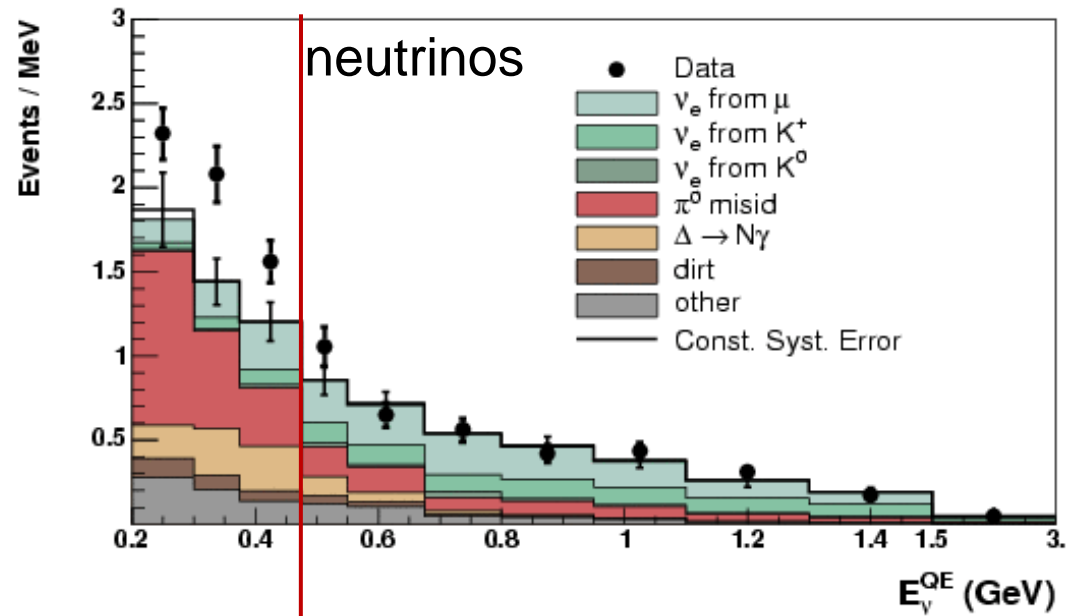 Events / MeV
3
2.5
2
1.5
1
0.5
neutrinos
Data
νe from μ
νe from K⁺
νe from K⁰
π⁰ misid
Δ → Nγ
dirt
other
Const. Syst. Error
0.2 0.4 0.6 0.8 1 1.2 1.4 1.5 3.
EνQE (GeV)